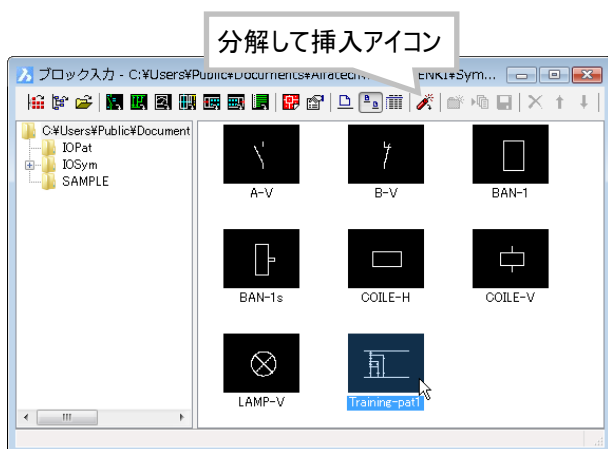 分解して挿入アイコン
ブロック入力 - C:¥Users¥Public¥Documents¥Alfatech ENKI¥Sym...
C:¥Users¥Public¥Document
IOPat
IOSym
SAMPLE
A-V
B-V
BAN-1
BAN-1s
COILE-H
COILE-V
LAMP-V
Training-pat1